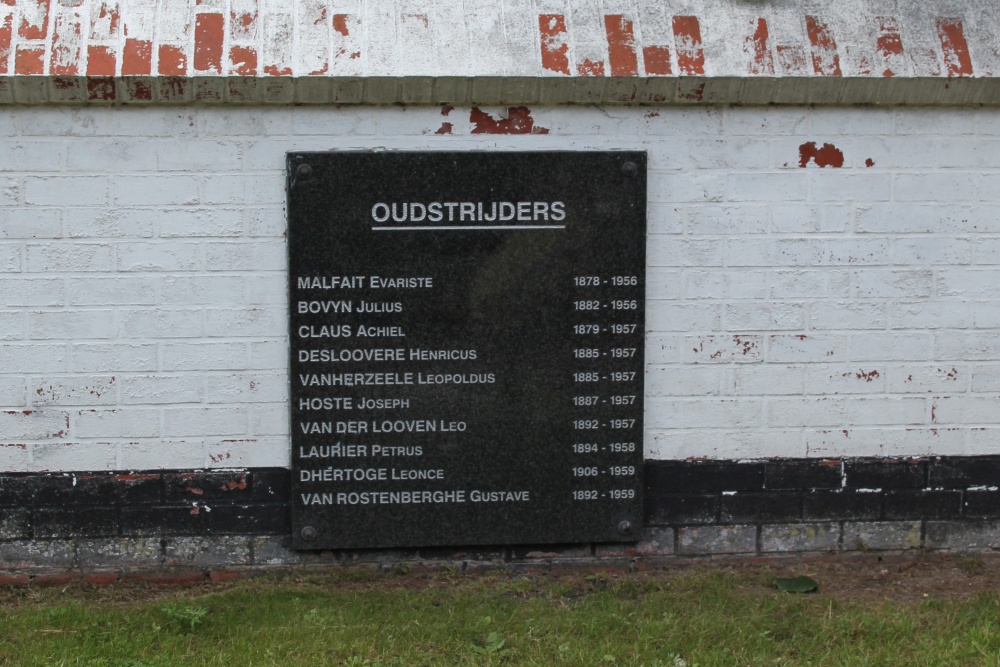 OUDSTRIJDERS
MALFAIT EVARISTE 1878 - 1956
BOVYN JULIUS 1882 - 1956
CLAUS ACHIEL 1879 - 1957
DESLOOVERE HENRICUS 1885 - 1957
VANHERZEELE LEOPOLDUS 1885 - 1957
HOSTE JOSEPH 1887 - 1957
VAN DER LOOVEN LEO 1892 - 1957
LAURIER PETRUS 1894 - 1958
DHERTOGE LEONCE 1906 - 1959
VAN ROSTENBERGHE GUSTAVE 1892 - 1959